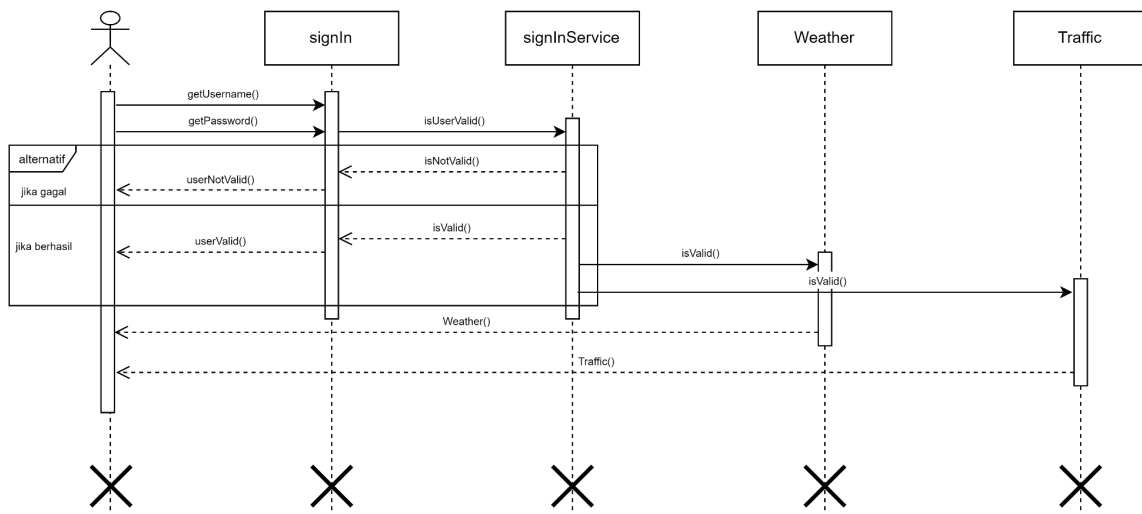 signIn
signInService
Weather
Traffic
getUsername()
getPassword()
isUserValid()
alternatif
isNotValid()
userNotValid()
jika gagal
isValid()
userValid()
jika berhasil
isValid()
isValid()
Weather()
Traffic()